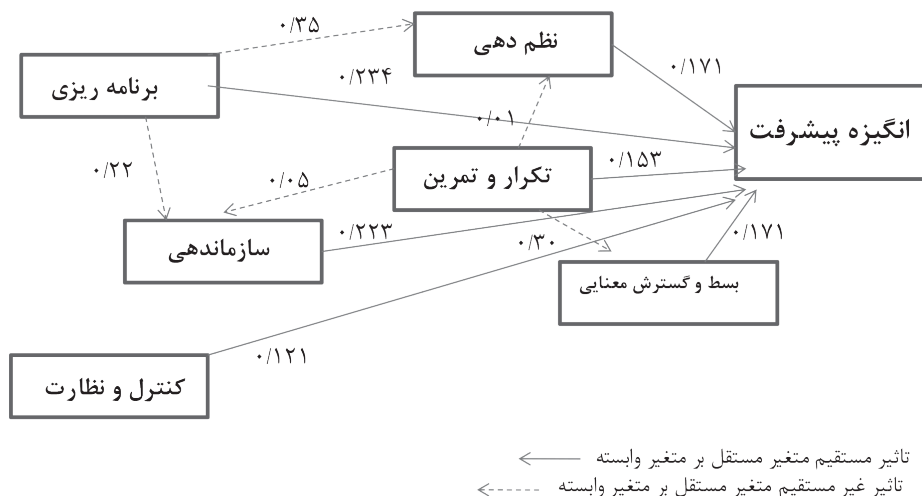 ۰/۳۵
نظم دهی
۰/۱۷۱
برنامه ریزی
۰/۲۳۴
انگیزه پیشرفت
۰/۰۱
۰/۲۲
۰/۰۵
تکرار و تمرین
۰/۱۵۳
سازماندهی
۰/۲۲۳
۰/۳۰
۰/۱۷۱
بسط و گسترش معنایی
۰/۱۲۱
کنترل و نظارت
تاثیر مستقیم متغیر مستقل بر متغیر وابسته
تاثیر غیر مستقیم متغیر مستقل بر متغیر وابسته